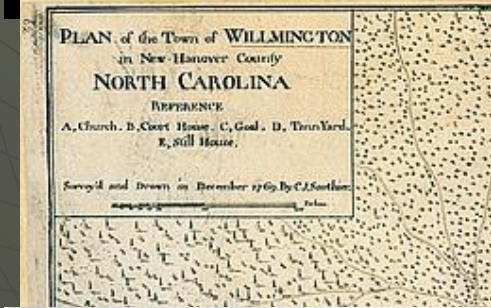 PLAN of the Town of WILLMINGTON
in New-Hanover County
NORTH CAROLINA
REFERENCE
A, Church. B, Court House. C, Goal. D, Tann Yard.
E, Still House.
Survey'd and Drawn in December 1769. By C.J. Sauthier.